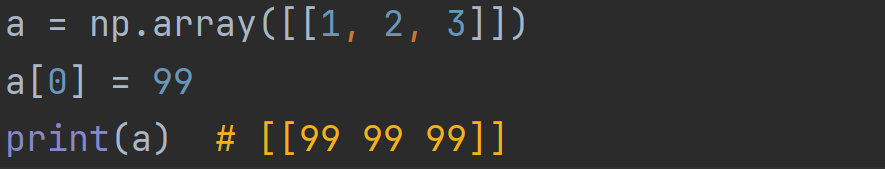 a = np.array([[1, 2, 3]])
a[0] = 99
print(a)  # [[99 99 99]]